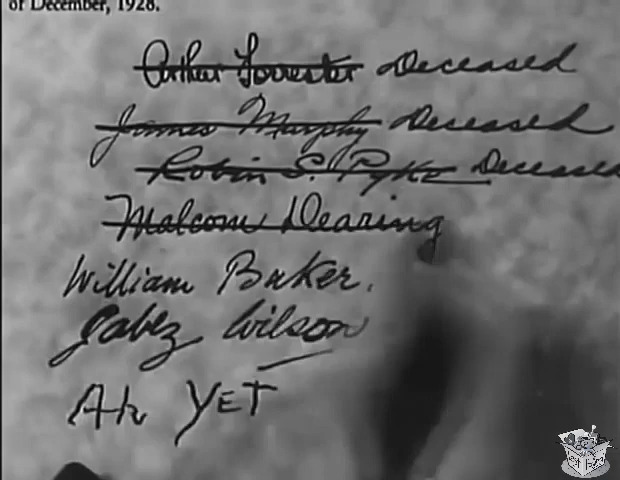 of December, 1928.
Arthur Forrester Deceased
James Murphy Deceased
Robin S. Pyke Deceased
Malcom Dearing
William Baker.
Jabez Wilson
Ah YET